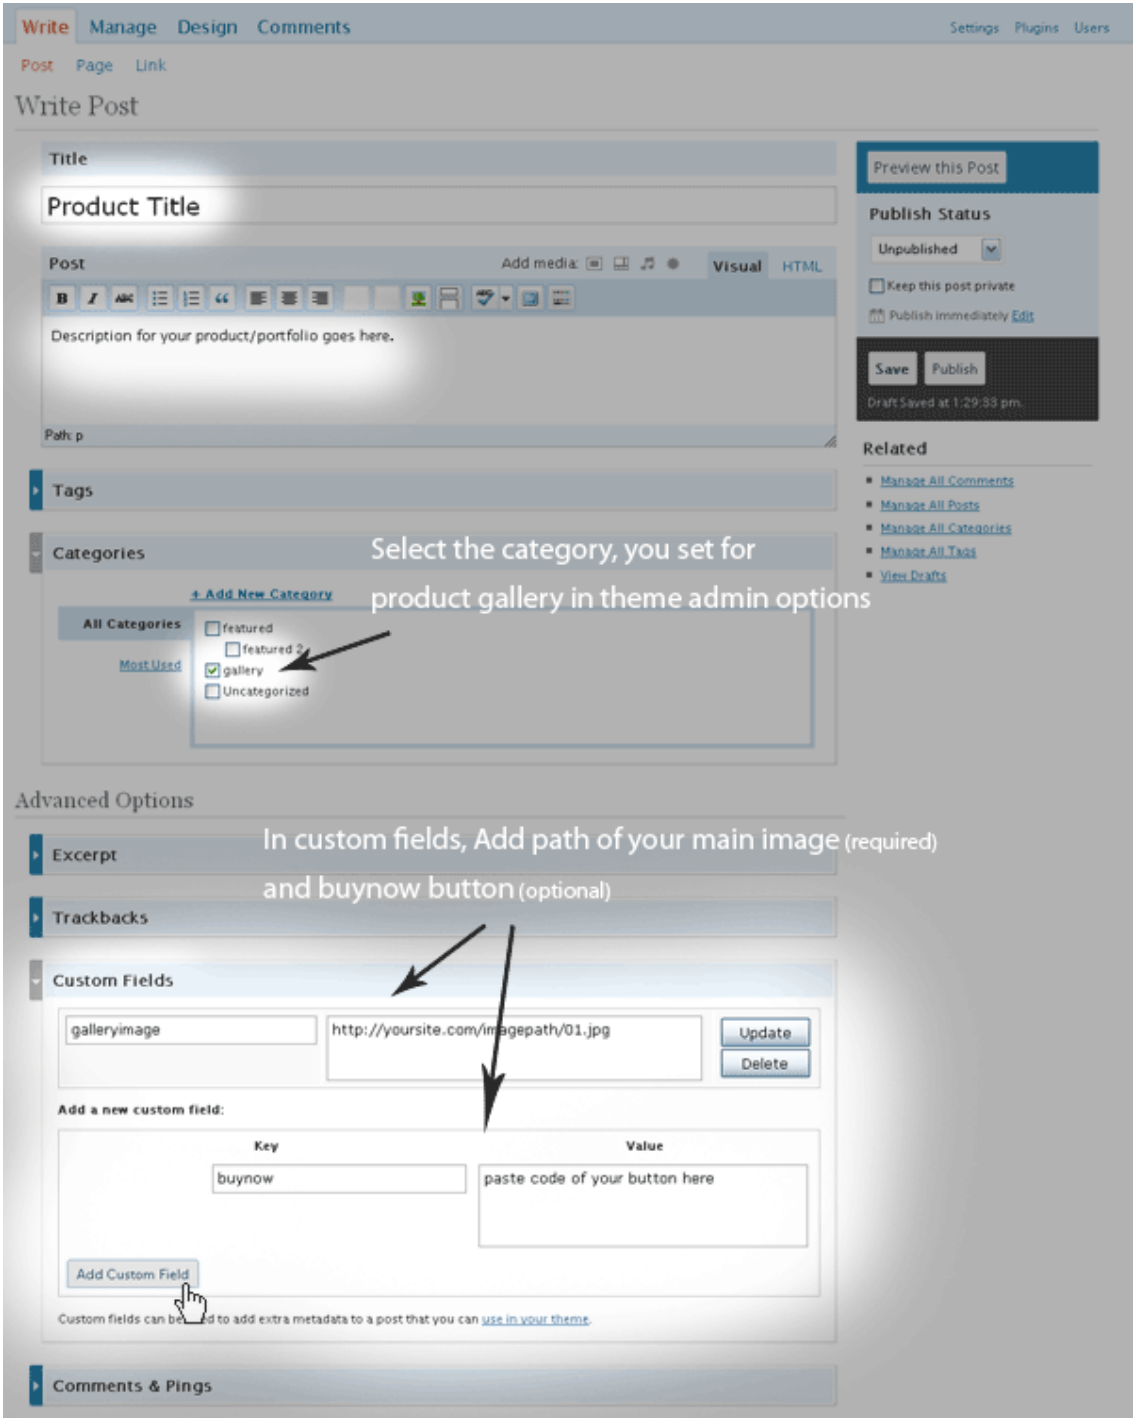 Write Manage Design Comments Settings Plugins Users
Post Page Link
Write Post
Title
Product Title
Post Add media: Visual HTML
B I ABC “ ABC
Description for your product/portfolio goes here.
Path: p
Preview this Post
Publish Status
Unpublished
Keep this post private
Publish immediately Edit
Save Publish
Draft Saved at 1:29:33 pm.
Related
Manage All Comments
Manage All Posts
Manage All Categories
Manage All Tags
View Drafts
Tags
Categories
Select the category, you set for
product gallery in theme admin options
+ Add New Category
All Categories
Most Used
featured
featured 2
gallery
Uncategorized
Advanced Options
In custom fields, Add path of your main image (required)
and buynow button (optional)
Excerpt
Trackbacks
Custom Fields
galleryimage http://yoursite.com/imagepath/01.jpg Update
Delete
Add a new custom field:
Key Value
buynow paste code of your button here
Add Custom Field
Custom fields can be d to add extra metadata to a post that you can use in your theme.
Comments & Pings